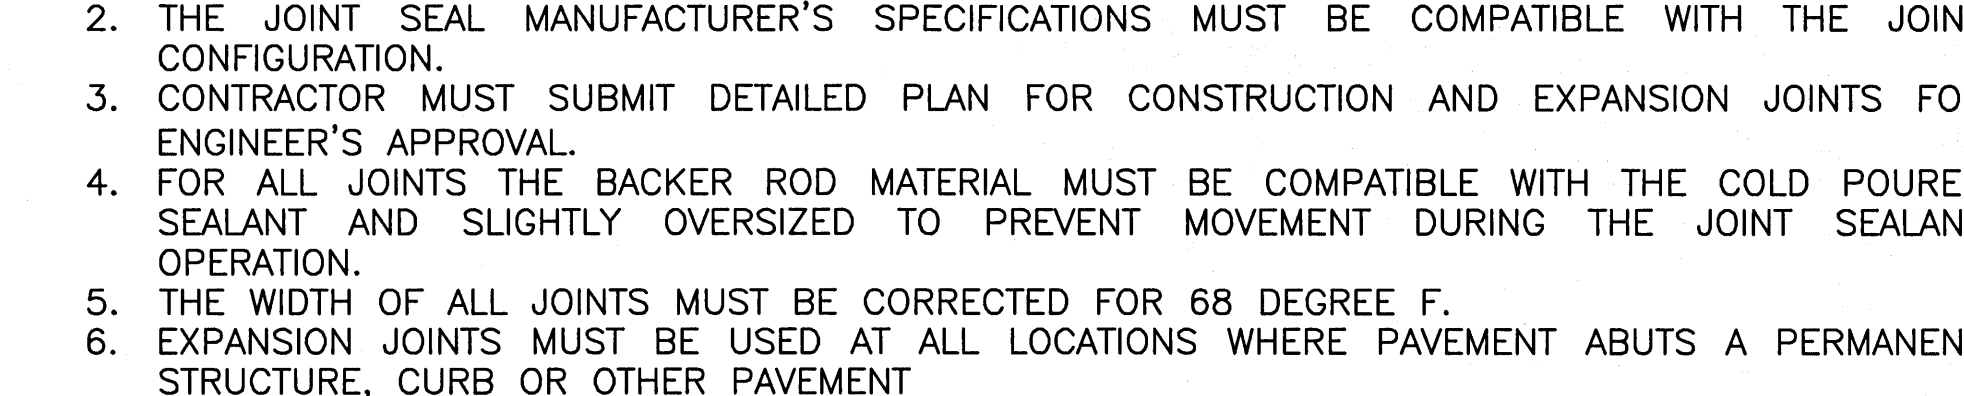 2. THE JOINT SEAL MANUFACTURER'S SPECIFICATIONS MUST BE COMPATIBLE WITH THE JOIN
CONFIGURATION.
3. CONTRACTOR MUST SUBMIT DETAILED PLAN FOR CONSTRUCTION AND EXPANSION JOINTS FO
ENGINEER'S APPROVAL.
4. FOR ALL JOINTS THE BACKER ROD MATERIAL MUST BE COMPATIBLE WITH THE COLD POURE
SEALANT AND SLIGHTLY OVERSIZED TO PREVENT MOVEMENT DURING THE JOINT SEALAN
OPERATION.
5. THE WIDTH OF ALL JOINTS MUST BE CORRECTED FOR 68 DEGREE F.
6. EXPANSION JOINTS MUST BE USED AT ALL LOCATIONS WHERE PAVEMENT ABUTS A PERMANEN
STRUCTURE, CURB OR OTHER PAVEMENT